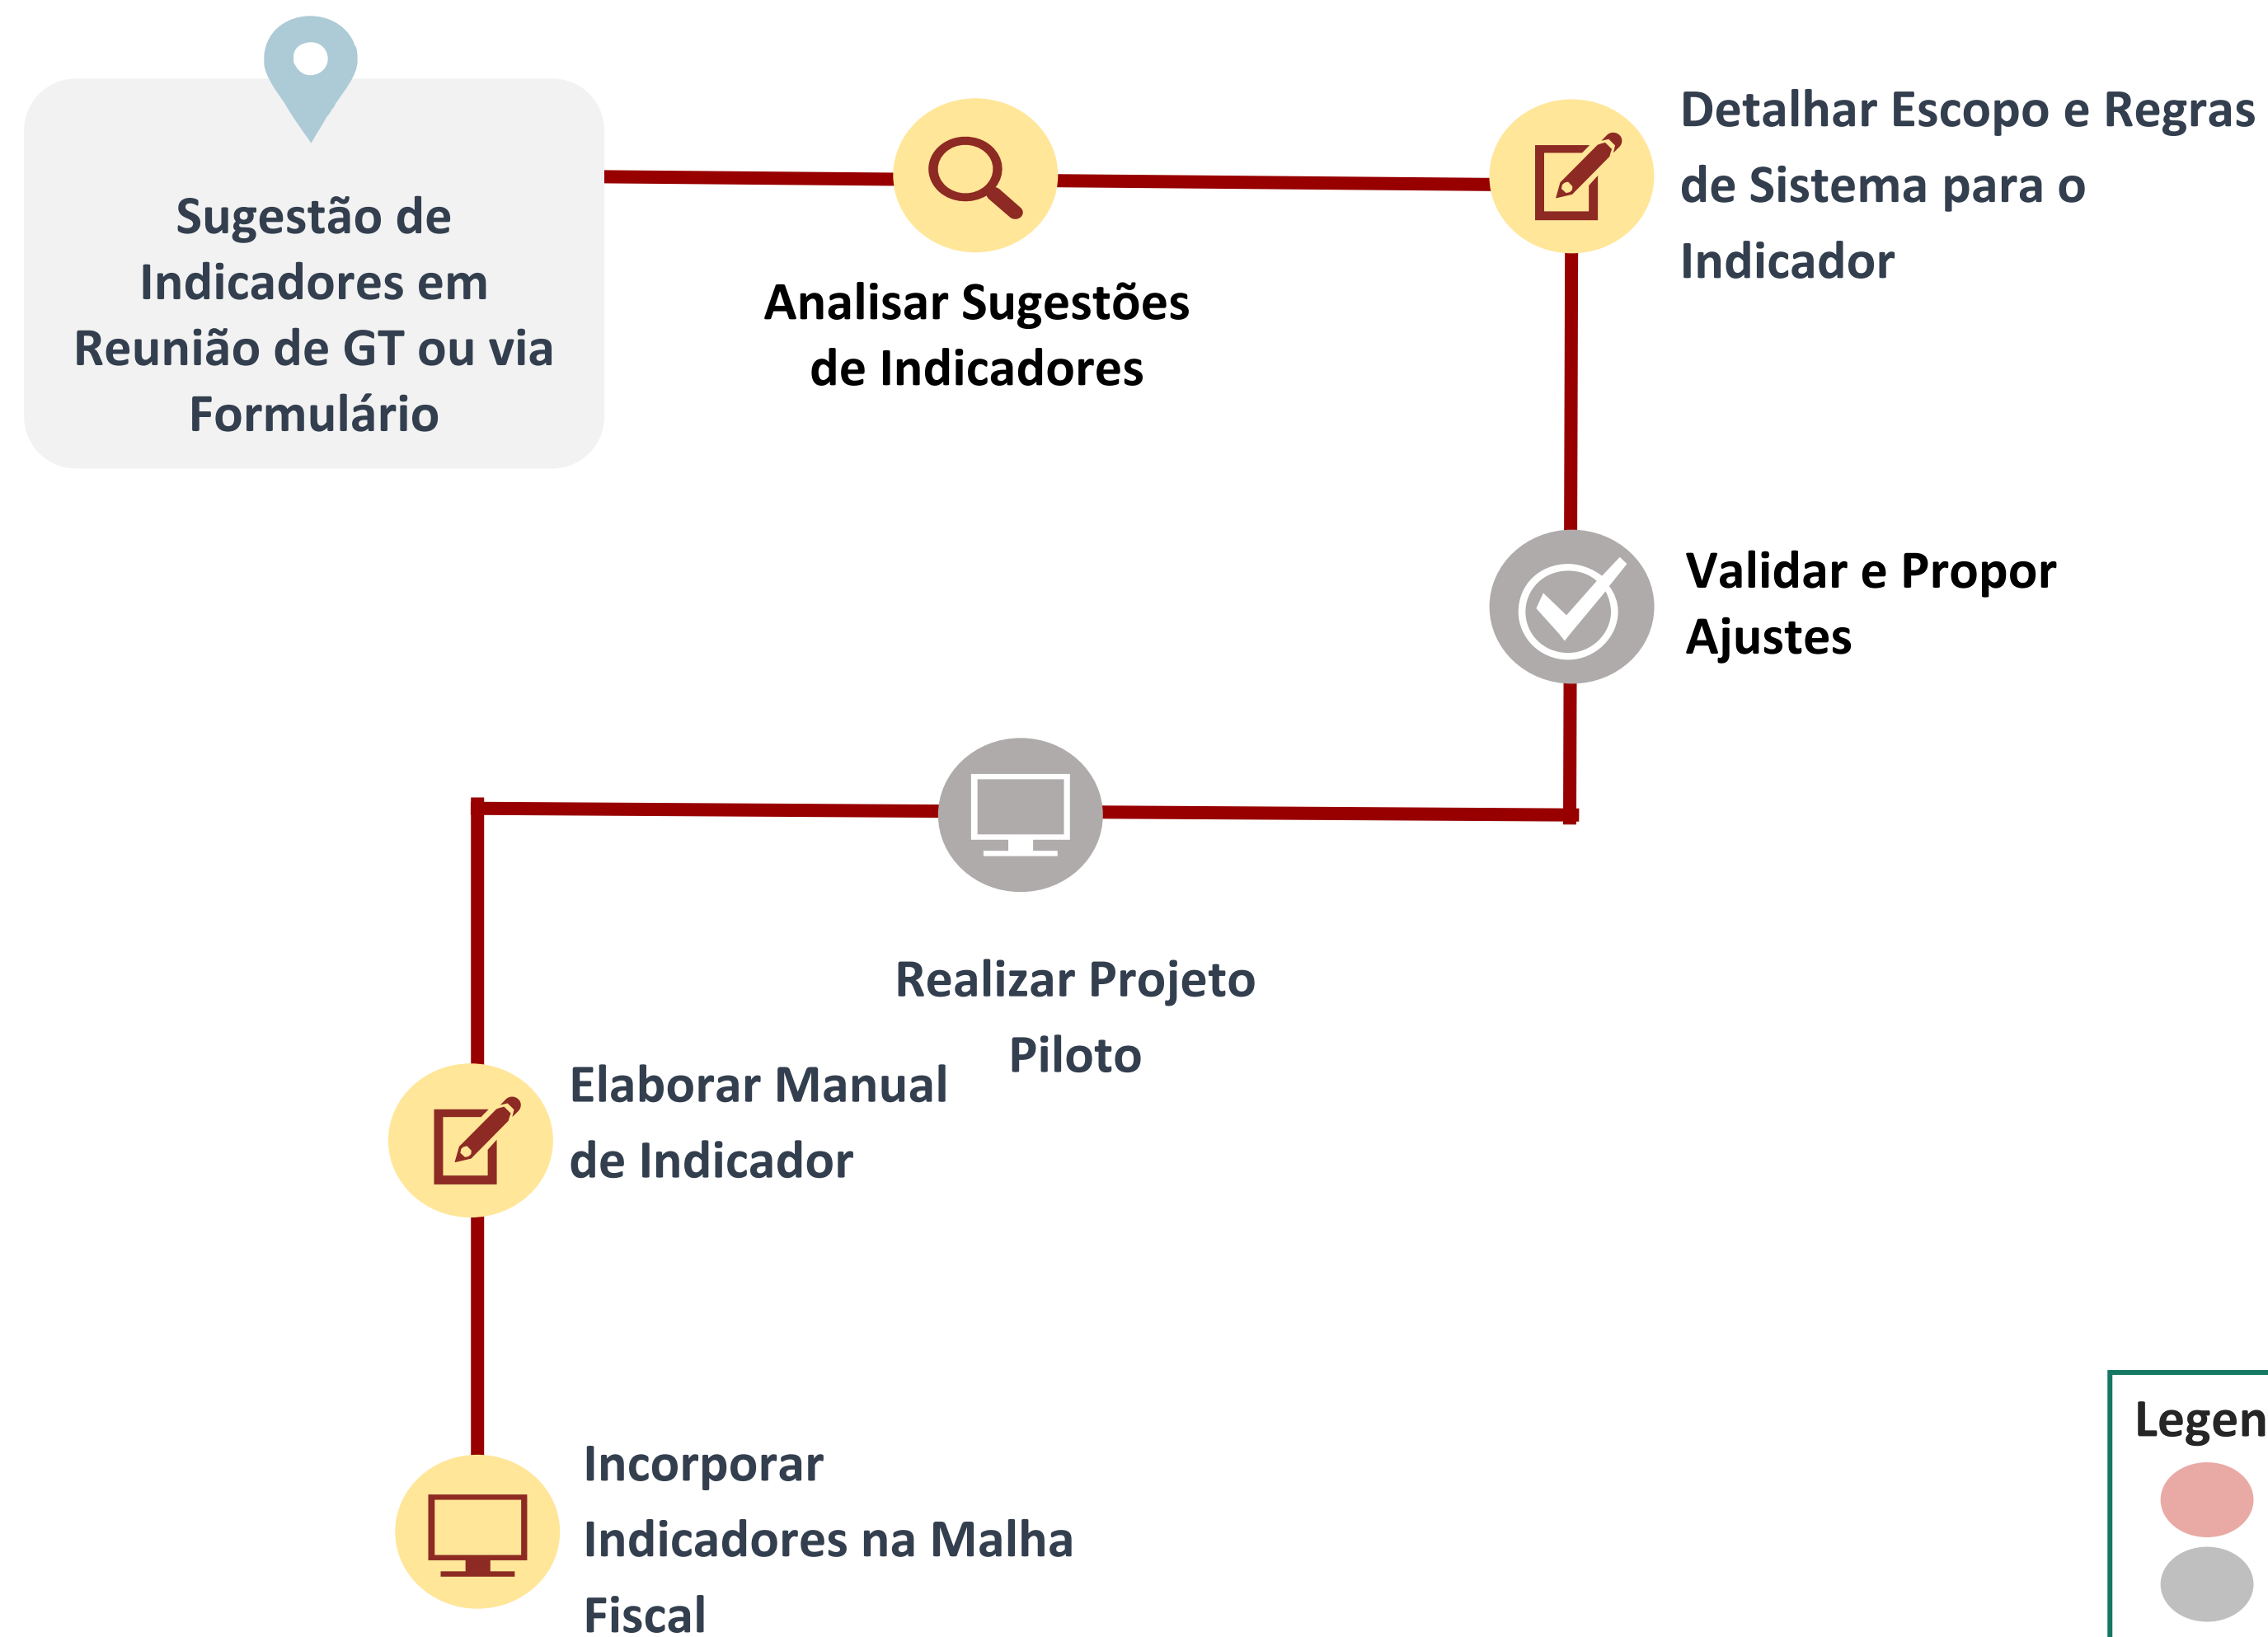 Sugestão de
Indicadores em
Reunião de GT ou via
Formulário
Analisar Sugestões
de Indicadores
Detalhar Escopo e Regras
de Sistema para o
Indicador
Validar e Propor
Ajustes
Realizar Projeto
Piloto
Elaborar Manual
de Indicador
Incorporar
Indicadores na Malha
Fiscal
Legen